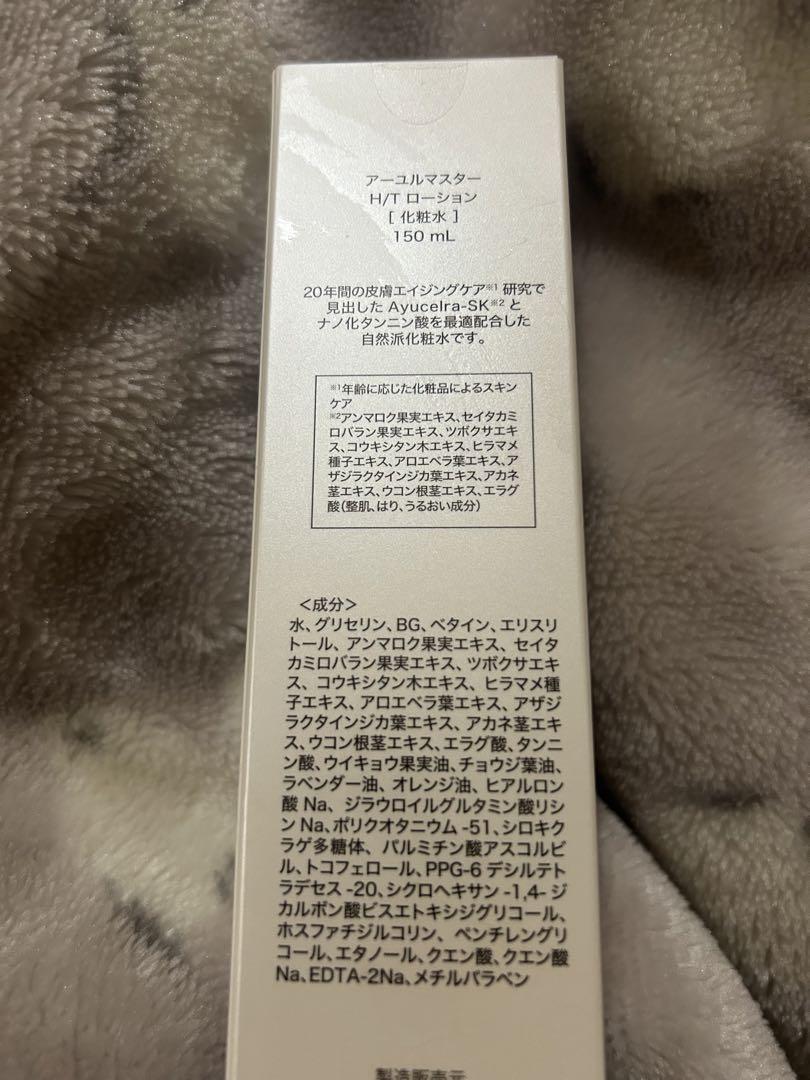 アーユルマスター
H/T ローション
[ 化粧水 ]
150 mL
20年間の皮膚エイジングケア※1 研究で
見出した Ayucelra-SK※2 と
ナノ化タンニン酸を最適配合した
自然派化粧水です。
※1年齢に応じた化粧品によるスキン
ケア
※2アンマロク果実エキス、セイタカミ
ロバラン果実エキス、ツボクサエキ
ス、コウキシタン木エキス、ヒラマメ
種子エキス、アロエベラ葉エキス、ア
ザジラクタインジカ葉エキス、アカネ
茎エキス、ウコン根茎エキス、エラグ
酸(整肌、はり、うるおい成分)
<成分>
水、グリセリン、BG、ベタイン、エリスリ
トール、アンマロク果実エキス、セイタ
カミロバラン果実エキス、ツボクサエキ
ス、コウキシタン木エキス、ヒラマメ種
子エキス、アロエベラ葉エキス、アザジ
ラクタインジカ葉エキス、アカネ茎エキ
ス、ウコン根茎エキス、エラグ酸、タンニ
ン酸、ウイキョウ果実油、チョウジ葉油、
ラベンダー油、オレンジ油、ヒアルロン
酸 Na、ジラウロイルグルタミン酸リシ
ン Na、ポリクオタニウム -51、シロキク
ラゲ多糖体、パルミチン酸アスコルビ
ル、トコフェロール、PPG-6 デシルテト
ラデセス -20、シクロヘキサン -1,4- ジ
カルボン酸ビスエトキシジグリコール、
ホスファチジルコリン、ペンチレングリ
コール、エタノール、クエン酸、クエン酸
Na、EDTA-2Na、メチルパラベン
製造販売元